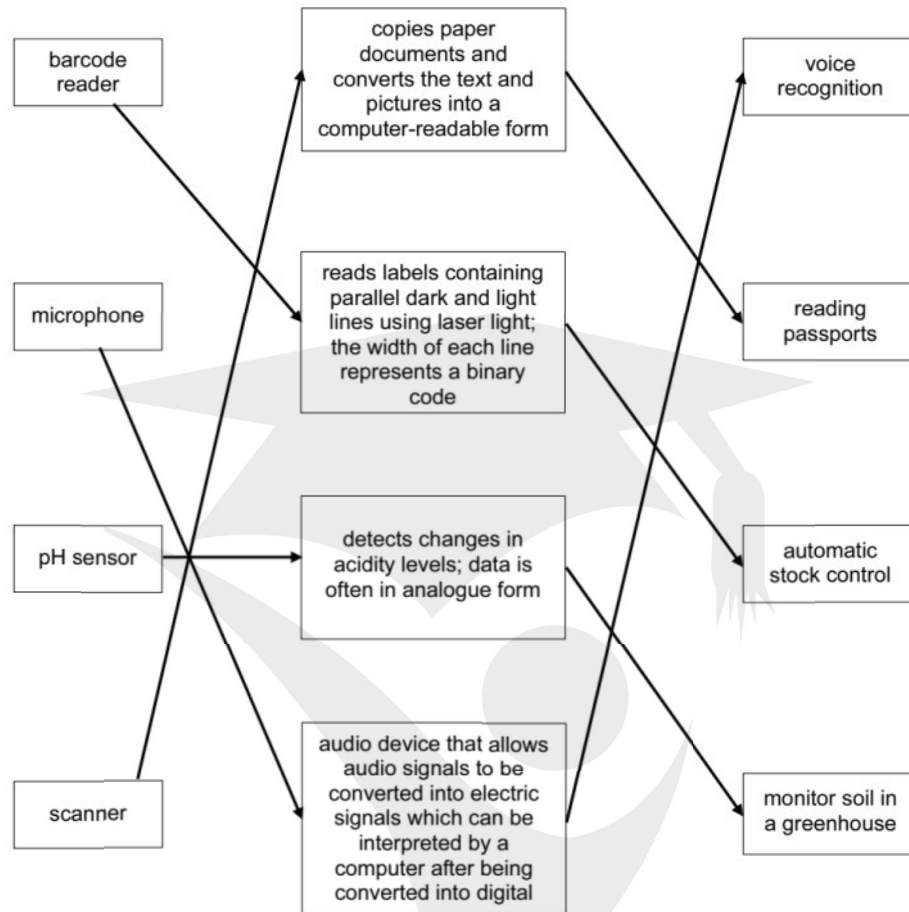 barcode
reader
microphone
pH sensor
scanner
copies paper
documents and
converts the text and
pictures into a
computer-readable form
reads labels containing
parallel dark and light
lines using laser light;
the width of each line
represents a binary
code
detects changes in
acidity levels; data is
often in analogue form
audio device that allows
audio signals to be
converted into electric
signals which can be
interpreted by a
computer after being
converted into digital
voice
recognition
reading
passports
automatic
stock control
monitor soil in
a greenhouse